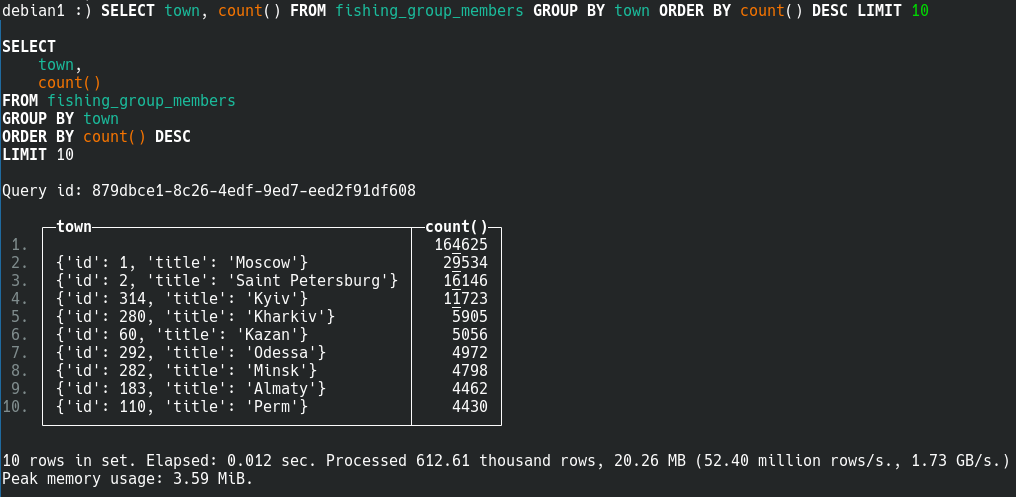 debian1 :) SELECT town, count() FROM fishing_group_members GROUP BY town ORDER BY count() DESC LIMIT 10
SELECT
town,
count()
FROM fishing_group_members
GROUP BY town
ORDER BY count() DESC
LIMIT 10
Query id: 879dbce1-8c26-4edf-9ed7-eed2f91df608
town count()
1. 164625
2. {'id': 1, 'title': 'Moscow'} 29534
3. {'id': 2, 'title': 'Saint Petersburg'} 16146
4. {'id': 314, 'title': 'Kyiv'} 11723
5. {'id': 280, 'title': 'Kharkiv'} 5905
6. {'id': 60, 'title': 'Kazan'} 5056
7. {'id': 292, 'title': 'Odessa'} 4972
8. {'id': 282, 'title': 'Minsk'} 4798
9. {'id': 183, 'title': 'Almaty'} 4462
10. {'id': 110, 'title': 'Perm'} 4430
10 rows in set. Elapsed: 0.012 sec. Processed 612.61 thousand rows, 20.26 MB (52.40 million rows/s., 1.73 GB/s.)
Peak memory usage: 3.59 MiB.